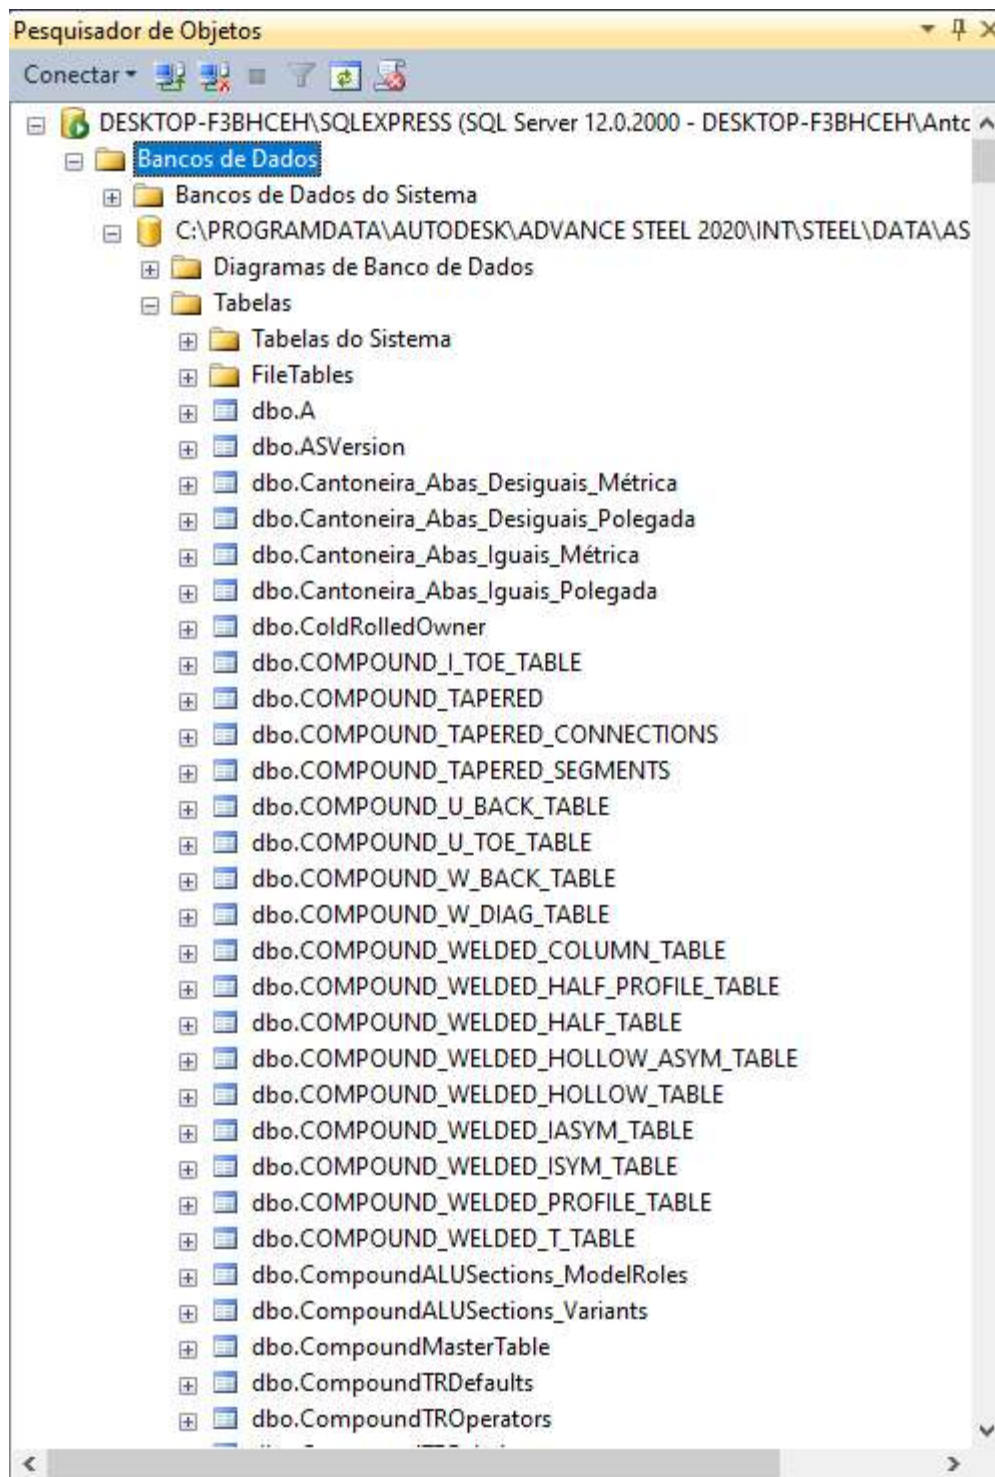 Pesquisador de Objetos
Conectar
DESKTOP-F3BHCEH\SQLEXPRESS (SQL Server 12.0.2000 - DESKTOP-F3BHCEH\Antc
Bancos de Dados
Bancos de Dados do Sistema
C:\PROGRAMDATA\AUTODESK\ADVANCE STEEL 2020\INT\STEEL\DATA\AS
Diagramas de Banco de Dados
Tabelas
Tabelas do Sistema
FileTables
dbo.A
dbo.ASVersion
dbo.Cantoneira_Abas_Desiguais_Métrica
dbo.Cantoneira_Abas_Desiguais_Polegada
dbo.Cantoneira_Abas_Iguais_Métrica
dbo.Cantoneira_Abas_Iguais_Polegada
dbo.ColdRolledOwner
dbo.COMPOUND_I_TOE_TABLE
dbo.COMPOUND_TAPERED
dbo.COMPOUND_TAPERED_CONNECTIONS
dbo.COMPOUND_TAPERED_SEGMENTS
dbo.COMPOUND_U_BACK_TABLE
dbo.COMPOUND_U_TOE_TABLE
dbo.COMPOUND_W_BACK_TABLE
dbo.COMPOUND_W_DIAG_TABLE
dbo.COMPOUND_WELDED_COLUMN_TABLE
dbo.COMPOUND_WELDED_HALF_PROFILE_TABLE
dbo.COMPOUND_WELDED_HALF_TABLE
dbo.COMPOUND_WELDED_HOLLOW_ASYM_TABLE
dbo.COMPOUND_WELDED_HOLLOW_TABLE
dbo.COMPOUND_WELDED_IASYM_TABLE
dbo.COMPOUND_WELDED_ISYM_TABLE
dbo.COMPOUND_WELDED_PROFILE_TABLE
dbo.COMPOUND_WELDED_T_TABLE
dbo.CompoundALUSections_ModelRoles
dbo.CompoundALUSections_Variants
dbo.CompoundMasterTable
dbo.CompoundTRDefaults
dbo.CompoundTROperators